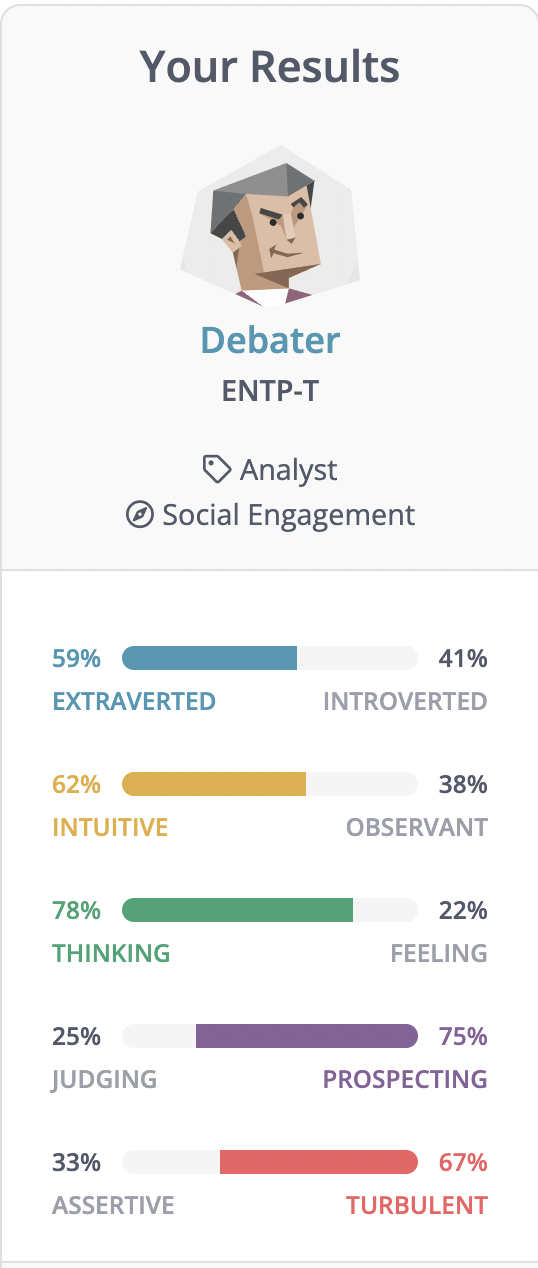 Your Results
Debater
ENTP-T
Analyst
Social Engagement
59% 41%
EXTRAVERTED INTROVERTED
62% 38%
INTUITIVE OBSERVANT
78% 22%
THINKING FEELING
25% 75%
JUDGING PROSPECTING
33% 67%
ASSERTIVE TURBULENT